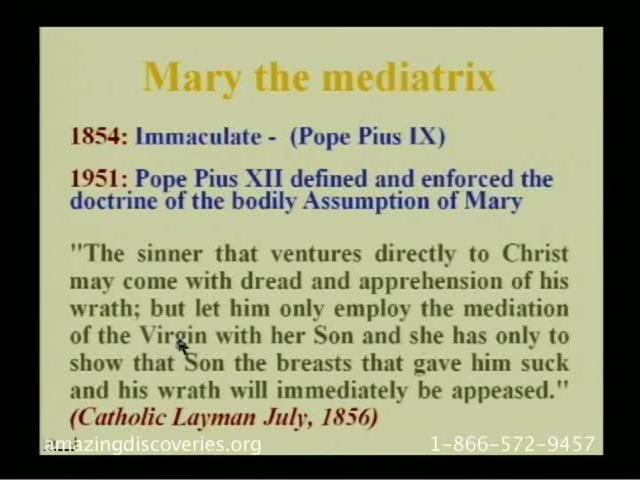 Mary the mediatrix
1854: Immaculate - (Pope Pius IX)
1951: Pope Pius XII defined and enforced the
doctrine of the bodily Assumption of Mary
"The sinner that ventures directly to Christ
may come with dread and apprehension of his
wrath; but let him only employ the mediation
of the Virgin with her Son and she has only to
show that Son the breasts that gave him suck
and his wrath will immediately be appeased."
(Catholic Layman July, 1856)
amazingdiscoveries.org 1-866-572-9457